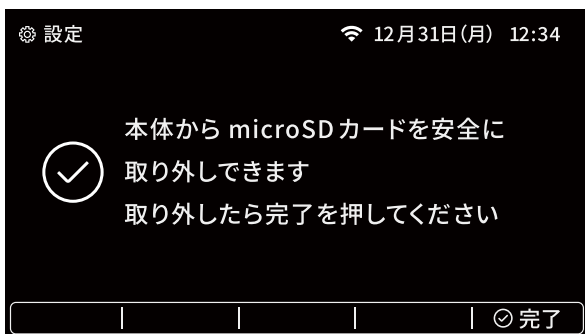 設定 12月31日(月) 12:34
本体から microSDカードを安全に
取り外しできます
取り外したら完了を押してください
完了